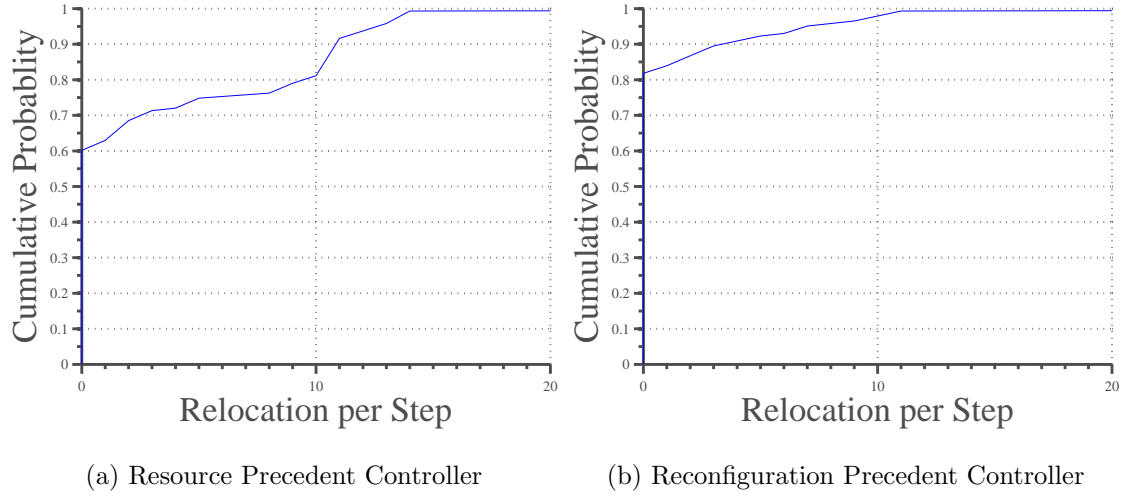 1
0.9
0.8
0.7
0.6
0.5
0.4
0.3
0.2
0.1
0
Cumulative Probablity
0 10 20
Relocation per Step
(a) Resource Precedent Controller
1
0.9
0.8
0.7
0.6
0.5
0.4
0.3
0.2
0.1
0
Cumulative Probablity
0 10 20
Relocation per Step
(b) Reconfiguration Precedent Controller